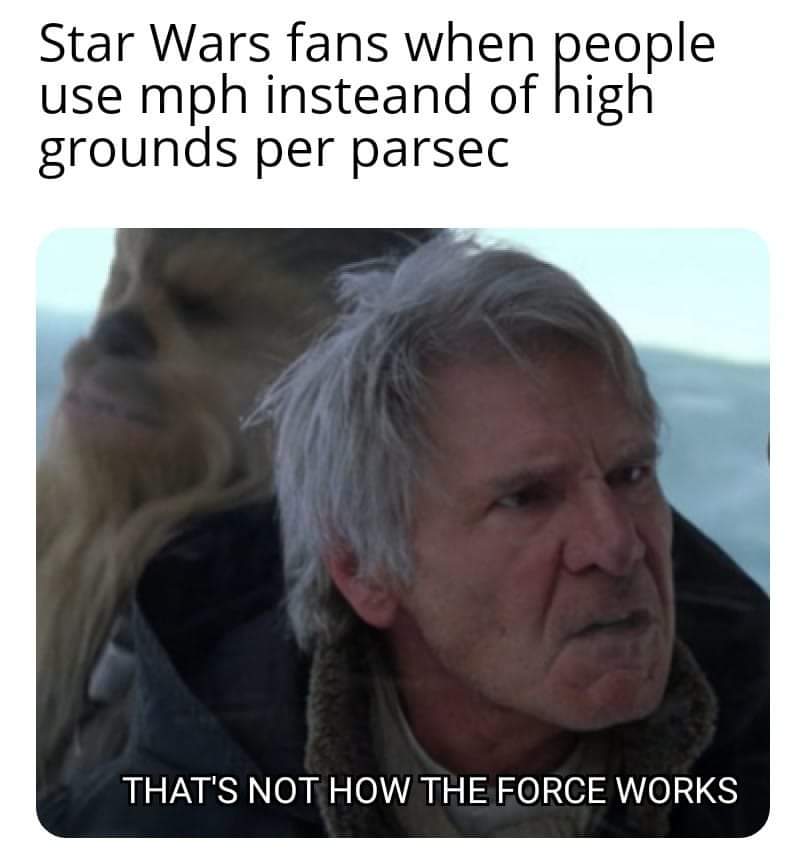 Star Wars fans when people
use mph insteand of high
grounds per parsec
THAT'S NOT HOW THE FORCE WORKS